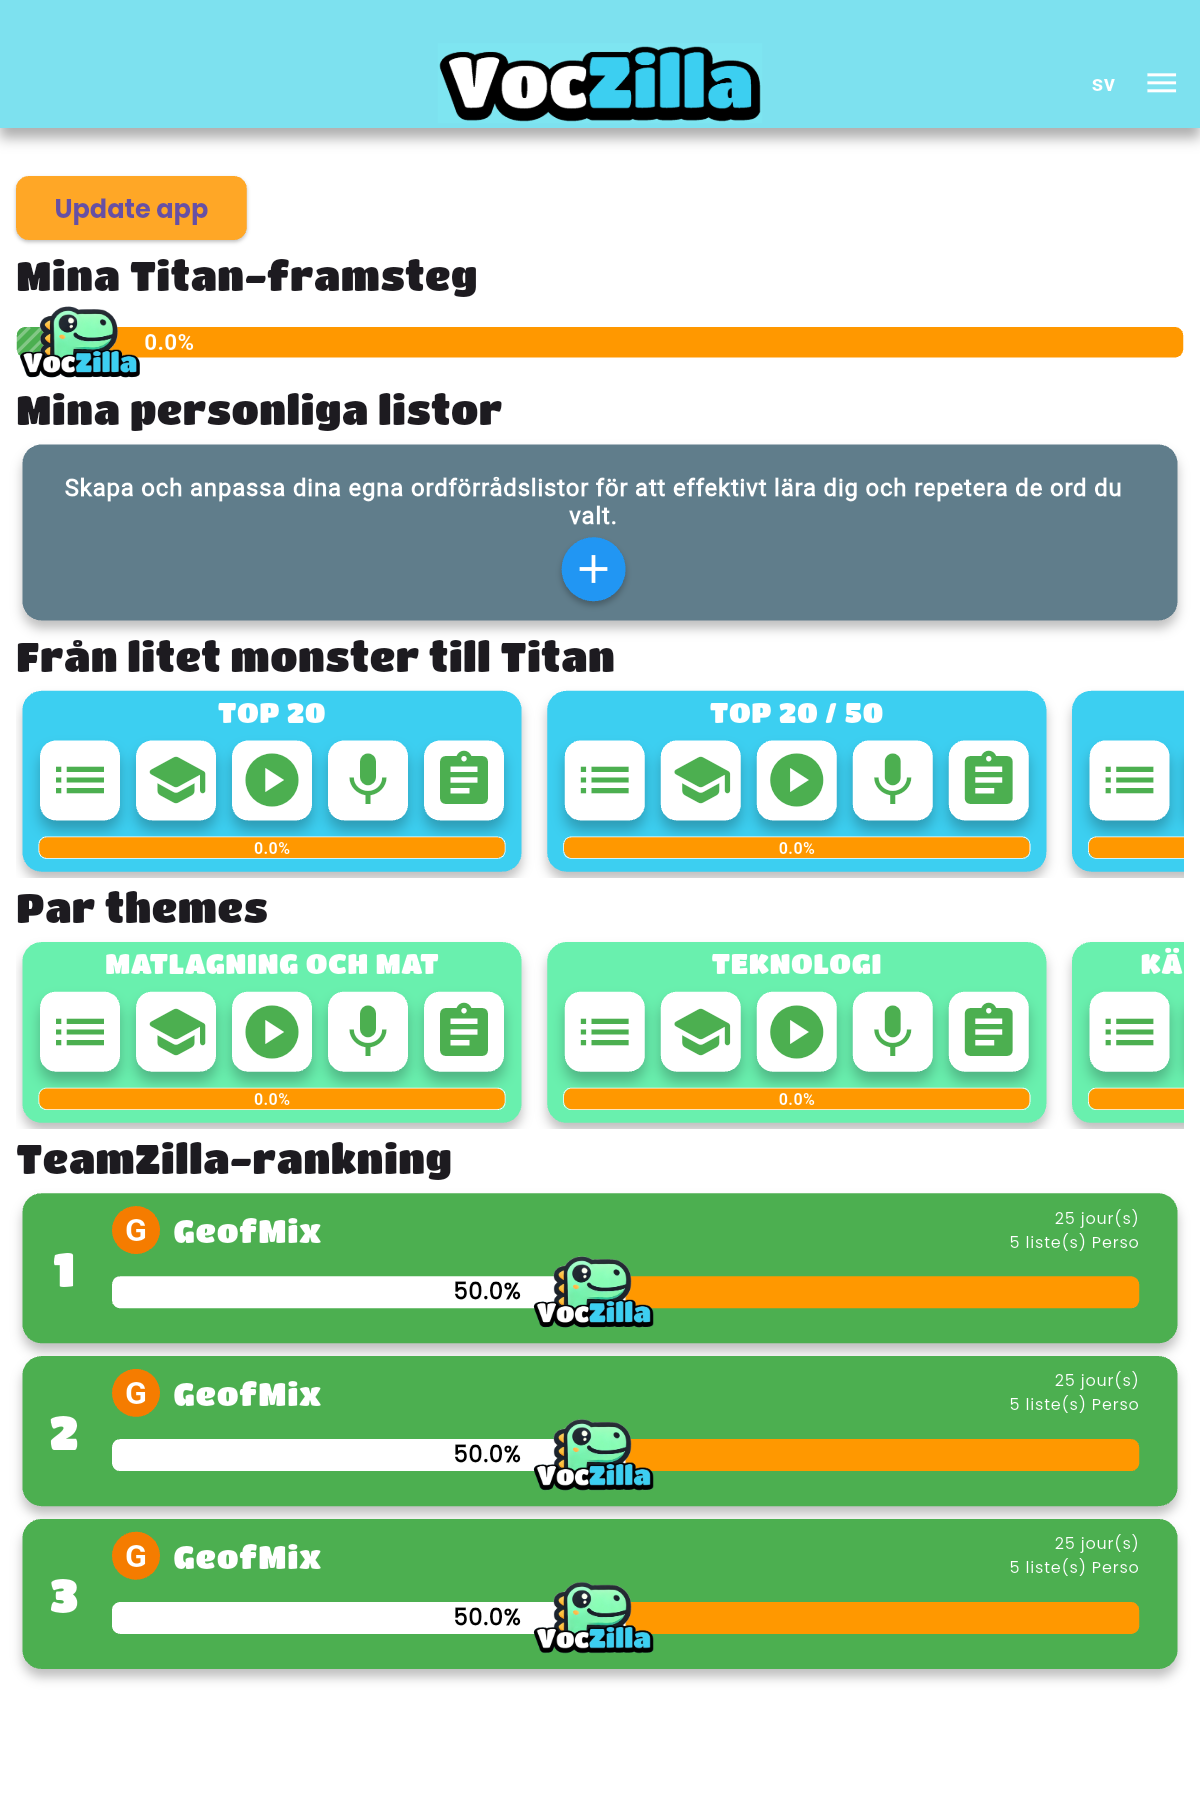 VocZilla
sv
Update app
Mina Titan-framsteg
VocZilla
0.0%
Mina personliga listor
Skapa och anpassa dina egna ordförrådslistor för att effektivt lära dig och repetera de ord du
valt.
Från litet monster till Titan
TOP 20
TOP 20 / 50
0.0%
0.0%
Par themes
MATLAGNING OCH MAT
TEKNOLOGI
KÄ
0.0%
0.0%
TeamZilla-rankning
1
G
GeofMix
25 jour(s)
5 liste(s) Perso
50.0%
VocZilla
2
G
GeofMix
25 jour(s)
5 liste(s) Perso
50.0%
VocZilla
3
G
GeofMix
25 jour(s)
5 liste(s) Perso
50.0%
VocZilla